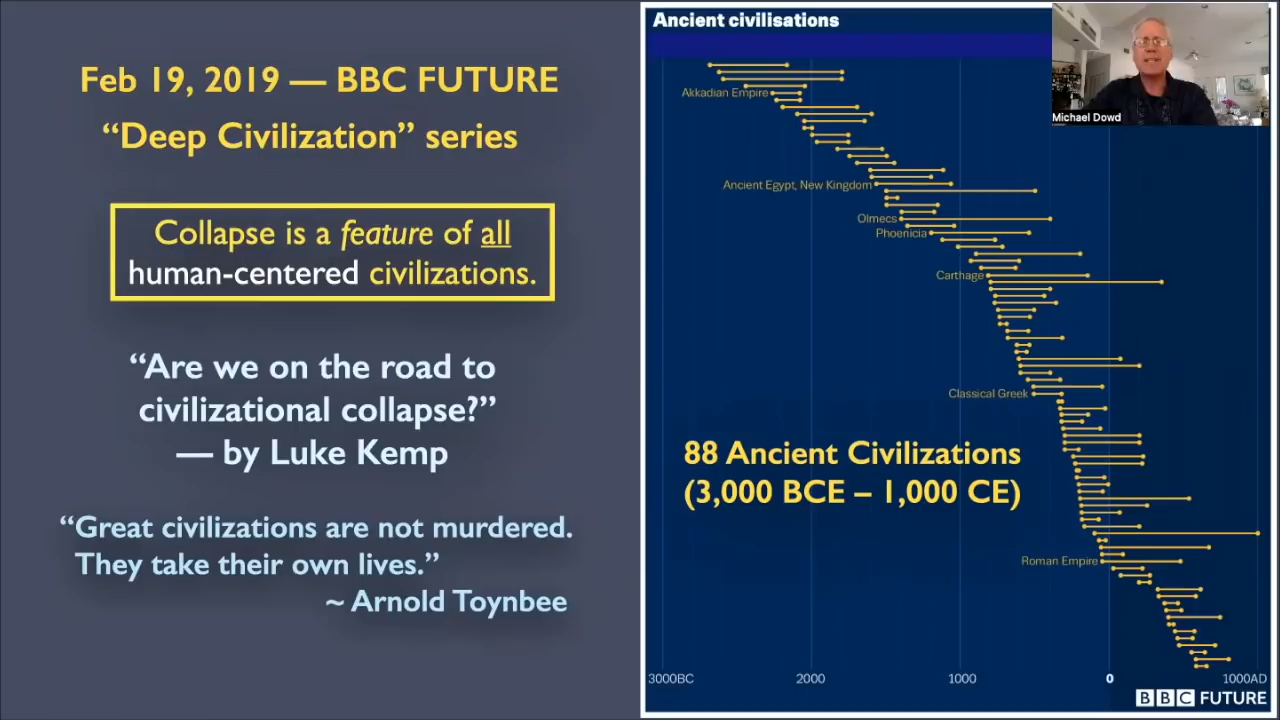 Feb 19, 2019 — BBC FUTURE
“Deep Civilization” series
Collapse is a feature of all
human-centered civilizations.
“Are we on the road to
civilizational collapse?”
— by Luke Kemp
“Great civilizations are not murdered.
They take their own lives.”
~ Arnold Toynbee
Ancient civilisations
Michael Dowd
Akkadian Empire
Ancient Egypt, New Kingdom
Olmecs
Phoenicia
Carthage
Classical Greek
88 Ancient Civilizations
(3,000 BCE – 1,000 CE)
Roman Empire
3000BC 2000 1000 0 1000AD
BBC FUTURE